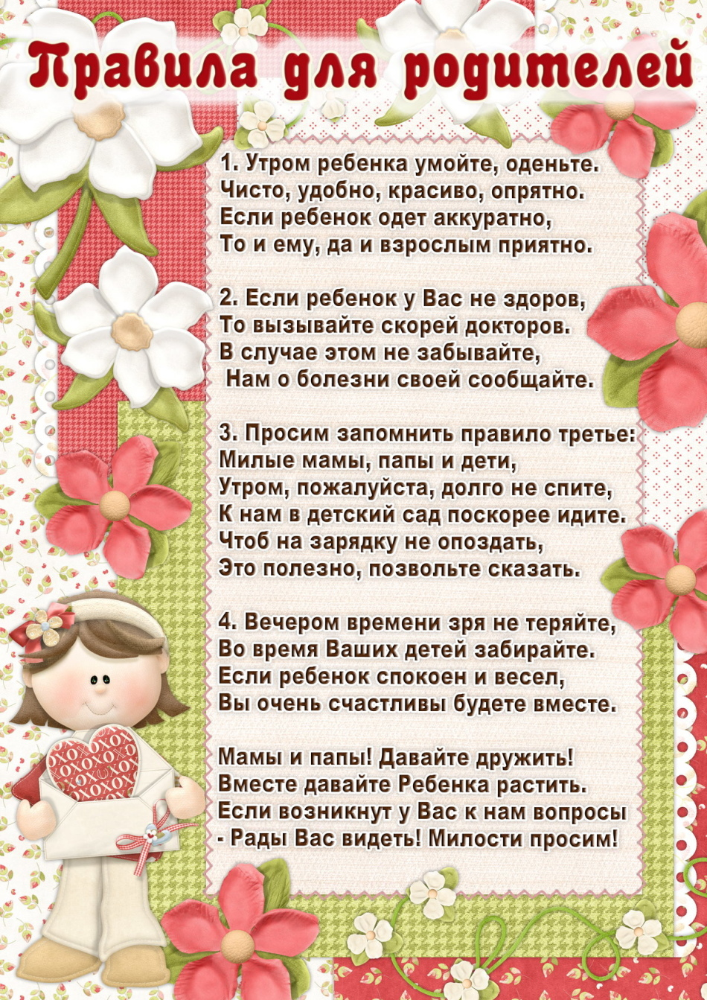 Правила для родителей
1. Утром ребенка умойте, оденьте.
Чисто, удобно, красиво, опрятно.
Если ребенок одет аккуратно,
То и ему, да и взрослым приятно.
2. Если ребенок у Вас не здоров,
То вызывайте скорей докторов.
В случае этом не забывайте,
Нам о болезни своей сообщайте.
3. Просим запомнить правило третье:
Милые мамы, папы и дети,
Утром, пожалуйста, долго не спите,
К нам в детский сад поскорее идите.
Чтоб на зарядку не опоздать,
Это полезно, позвольте сказать.
4. Вечером времени зря не теряйте,
Во время Ваших детей забирайте.
Если ребенок спокоен и весел,
Вы очень счастливы будете вместе.
Мамы и папы! Давайте дружить!
Вместе давайте Ребенка растить.
Если возникнут у Вас к нам вопросы
- Рады Вас видеть! Милости просим!